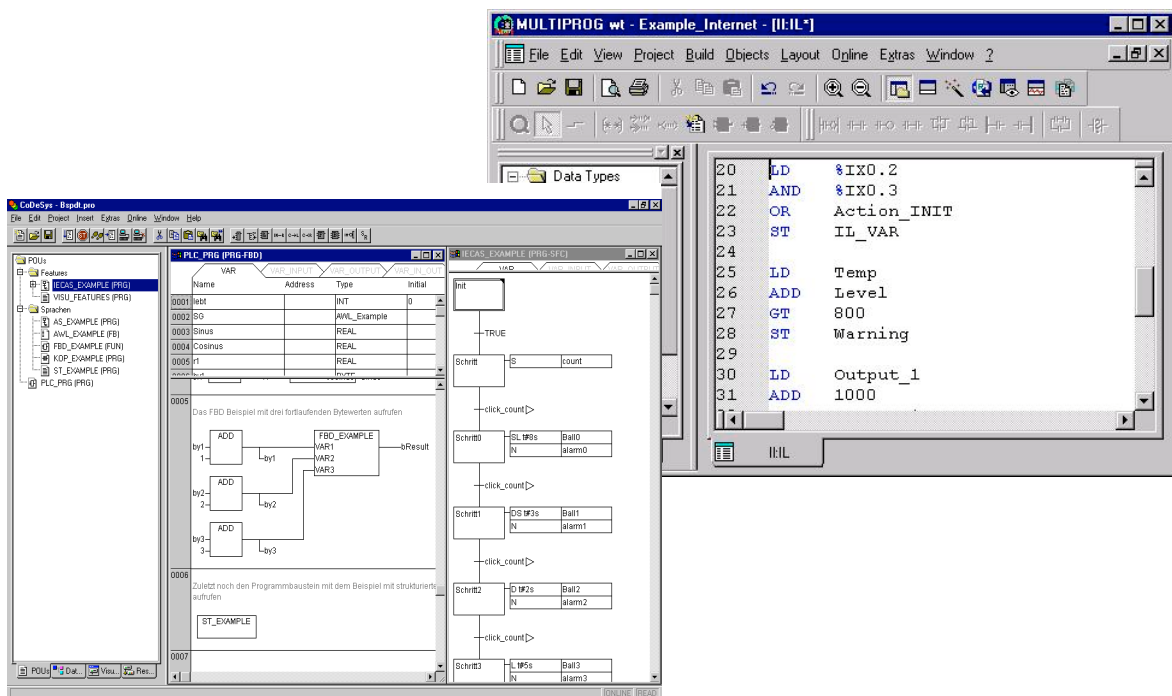 MULTIPROG wt - Example_Internet - [II:IL*]
File Edit View Project Build Objects Layout Online Extras Window ?
Data Types
20 LD %IX0.2
21 AND %IX0.3
22 OR Action_INIT
23 ST IL_VAR
24
25 LD Temp
26 ADD Level
27 GT 800
28 ST Warning
29
30 LD Output_1
31 ADD 1000
II:IL
CoDeSys - Bspdt.pro
File Edit Project Insert Extras Online Window Help
POUs
Features
IECAS_EXAMPLE (PRG)
VISU_FEATURES (PRG)
Sprachen
AS_EXAMPLE (PRG)
AWL_EXAMPLE (FB)
FBD_EXAMPLE (FUN)
KOP_EXAMPLE (PRG)
ST_EXAMPLE (PRG)
PLC_PRG (PRG)
POUs Dat... Visu... Res...
PLC_PRG (PRG-FBD)
VAR VAR_INPUT VAR_OUTPUT VAR_IN_OUT
Name Address Type Initial
0001 lebt INT 0
0002 SG AWL_Example
0003 Sinus REAL
0004 Cosinus REAL
0005 r1 REAL
0005
Das FBD Beispiel mit drei fortlaufenden Bytewerten aufrufen
ADD FBD_EXAMPLE
by1 VAR1 bResult
1 by1 VAR2
VAR3
ADD
by2
2 by2
ADD
by3
3 by3
0006
Zuletzt noch den Programmbaustein mit dem Beispiel mit strukturierte
aufrufen
ST_EXAMPLE
0007
IECAS_EXAMPLE (PRG-SFC)
VAR VAR_INPUT VAR_OUTPUT
Init
TRUE
Schritt S count
click_count
Schritt0 SL t#8s Ball0
N alarm0
click_count
Schritt1 DS t#3s Ball1
N alarm1
click_count
Schritt2 D t#2s Ball2
N alarm2
click_count
Schritt3 L t#5s Ball3
N alarm3
ONLINE READ